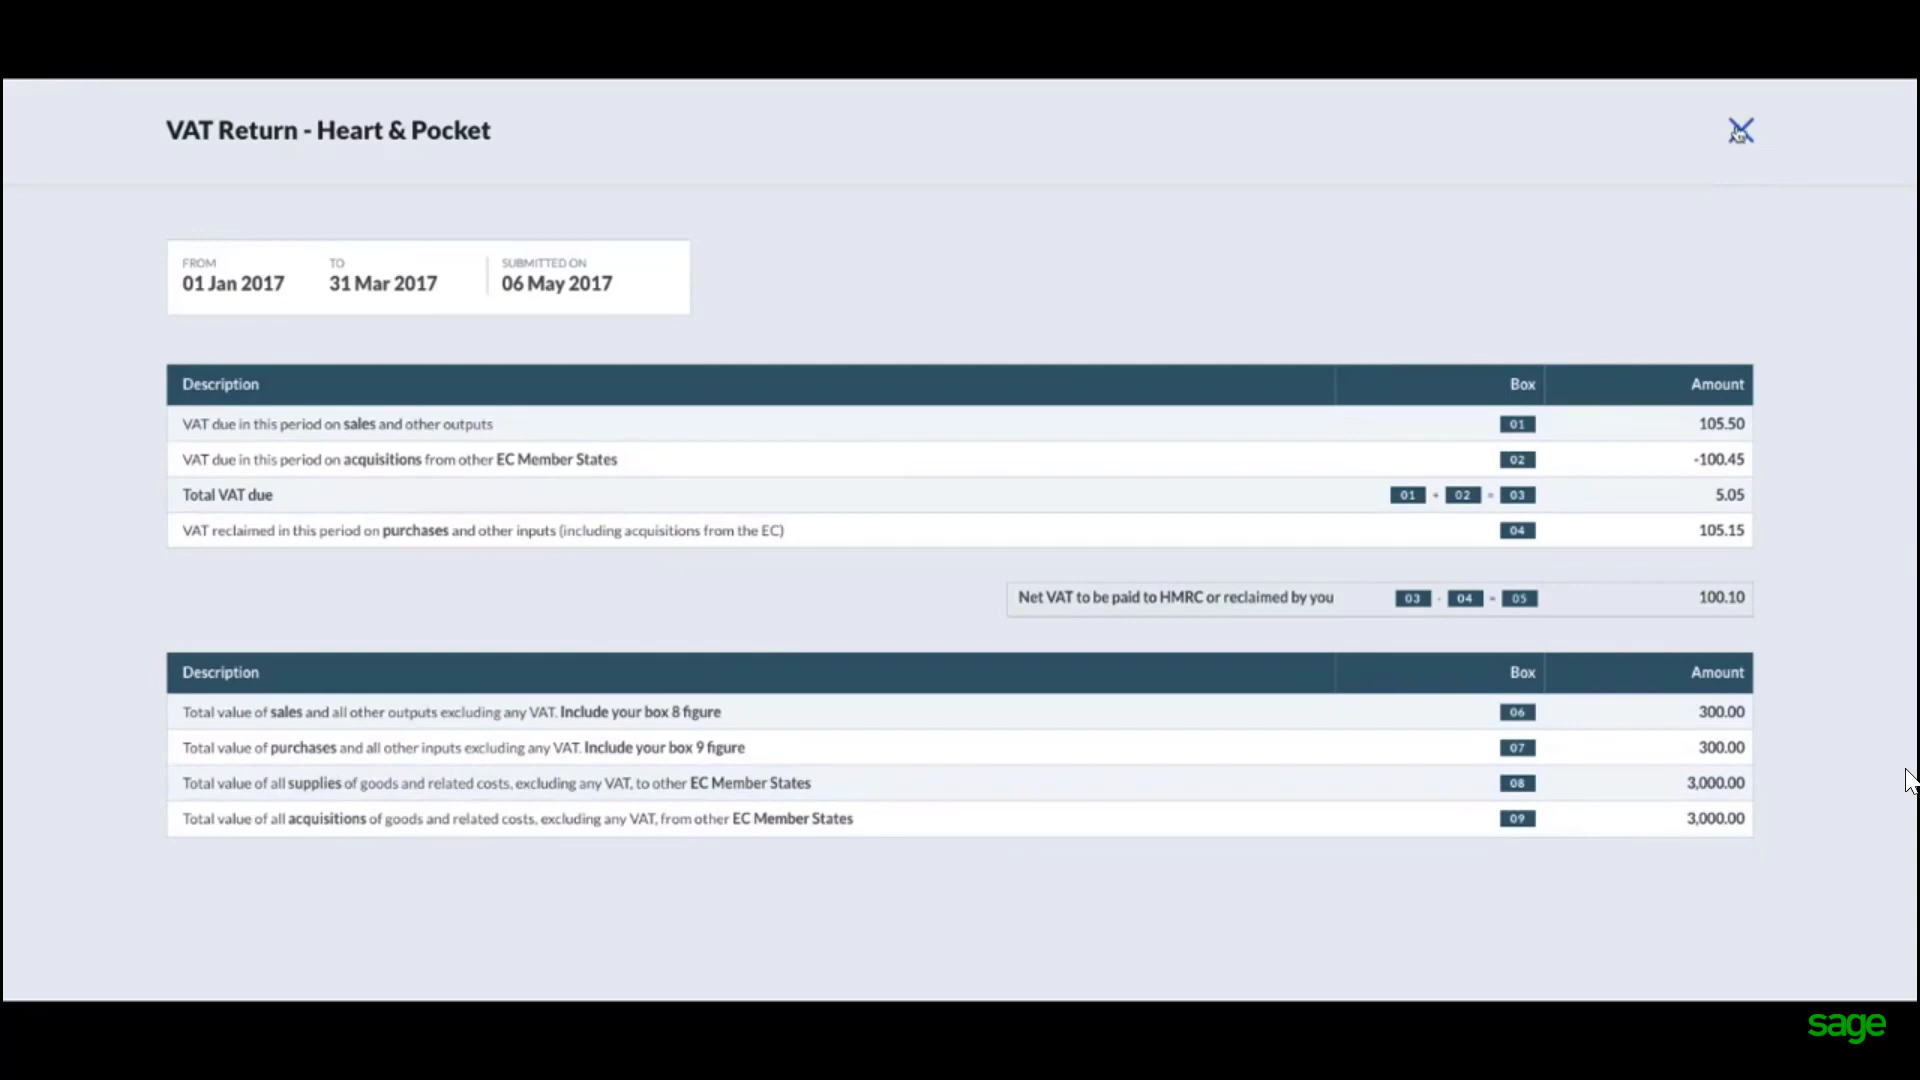 VAT Return - Heart & Pocket
FROM TO SUBMITTED ON
01 Jan 2017 31 Mar 2017 06 May 2017
Description Box Amount
VAT due in this period on sales and other outputs 01 105.50
VAT due in this period on acquisitions from other EC Member States 02 -100.45
Total VAT due 01 + 02 = 03 5.05
VAT reclaimed in this period on purchases and other inputs (including acquisitions from the EC) 04 105.15
Net VAT to be paid to HMRC or reclaimed by you 03 - 04 = 05 100.10
Description Box Amount
Total value of sales and all other outputs excluding any VAT. Include your box 8 figure 06 300.00
Total value of purchases and all other inputs excluding any VAT. Include your box 9 figure 07 300.00
Total value of all supplies of goods and related costs, excluding any VAT, to other EC Member States 08 3,000.00
Total value of all acquisitions of goods and related costs, excluding any VAT, from other EC Member States 09 3,000.00
sage